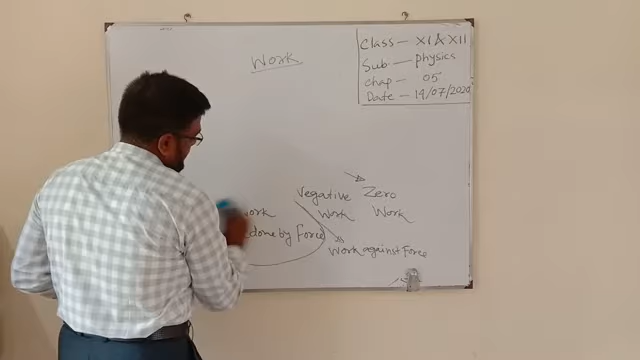 Work
Class — XI & XII
Sub. — physics
Chap — 05
Date — 14/07/2020
Negative Zero
work Work Work
done by Force
Work against Force